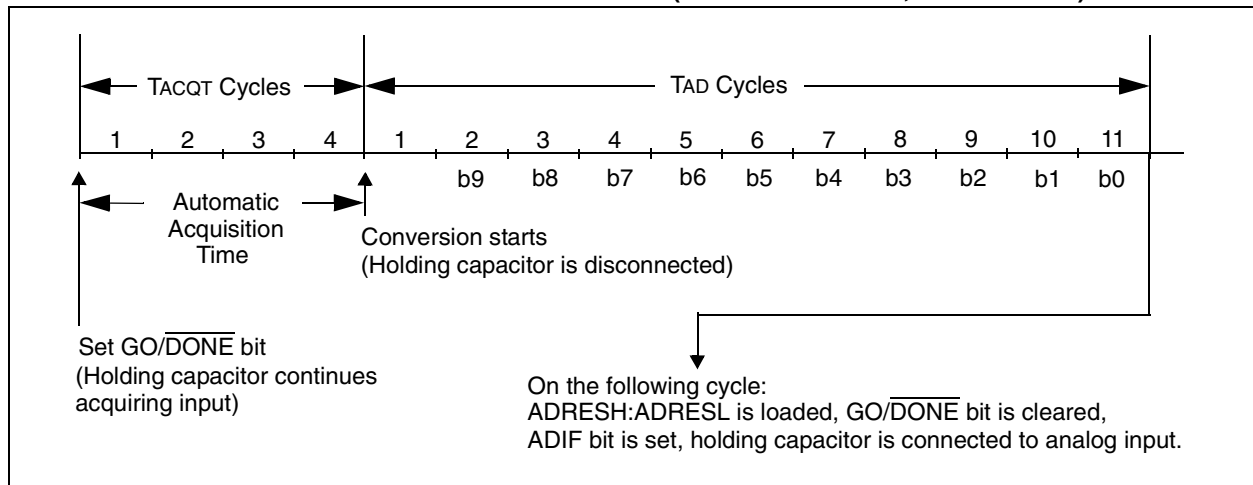 TACQT Cycles
TAD Cycles
1 2 3 4 1 2 3 4 5 6 7 8 9 10 11
b9 b8 b7 b6 b5 b4 b3 b2 b1 b0
Automatic
Acquisition
Time
Conversion starts
(Holding capacitor is disconnected)
Set GO/DONE bit
(Holding capacitor continues
acquiring input)
On the following cycle:
ADRESH:ADRESL is loaded, GO/DONE bit is cleared,
ADIF bit is set, holding capacitor is connected to analog input.